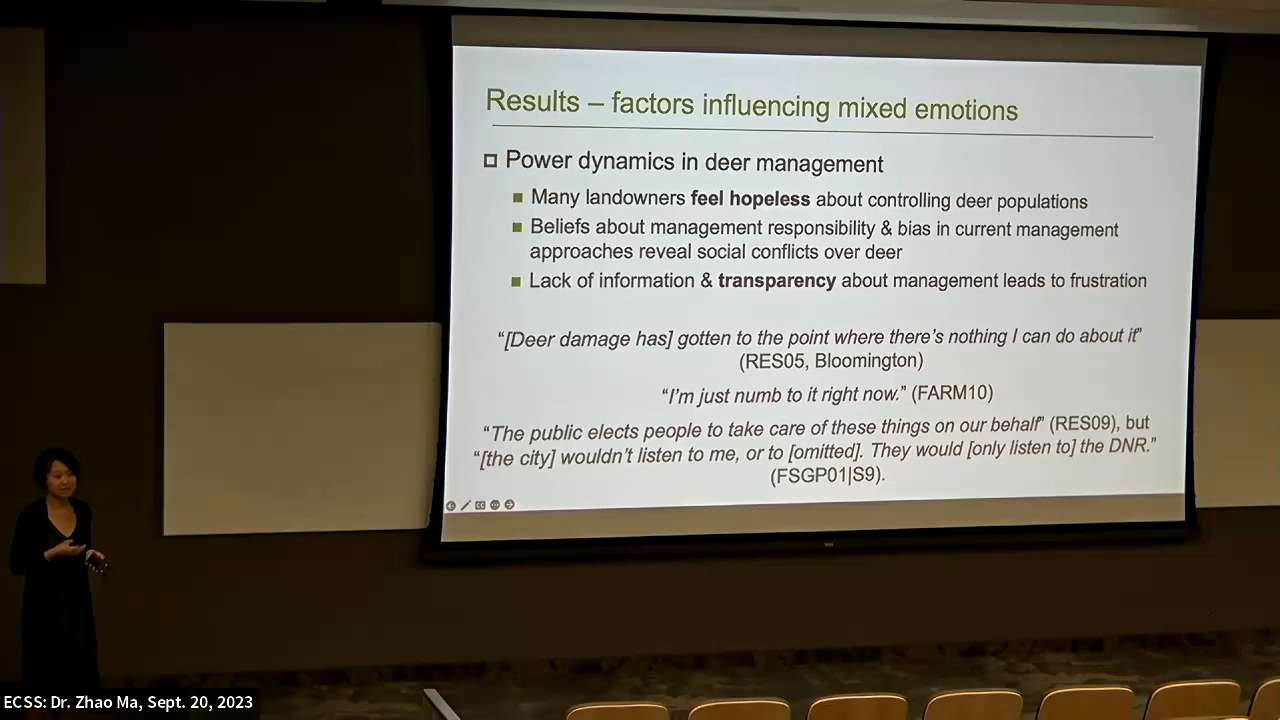 Results – factors influencing mixed emotions
Power dynamics in deer management
Many landowners feel hopeless about controlling deer populations
Beliefs about management responsibility & bias in current management
approaches reveal social conflicts over deer
Lack of information & transparency about management leads to frustration
“[Deer damage has] gotten to the point where there’s nothing I can do about it”
(RES05, Bloomington)
“I’m just numb to it right now.” (FARM10)
“The public elects people to take care of these things on our behalf” (RES09), but
“[the city] wouldn’t listen to me, or to [omitted]. They would [only listen to] the DNR.”
(FSGP01|S9).
ECSS: Dr. Zhao Ma, Sept. 20, 2023